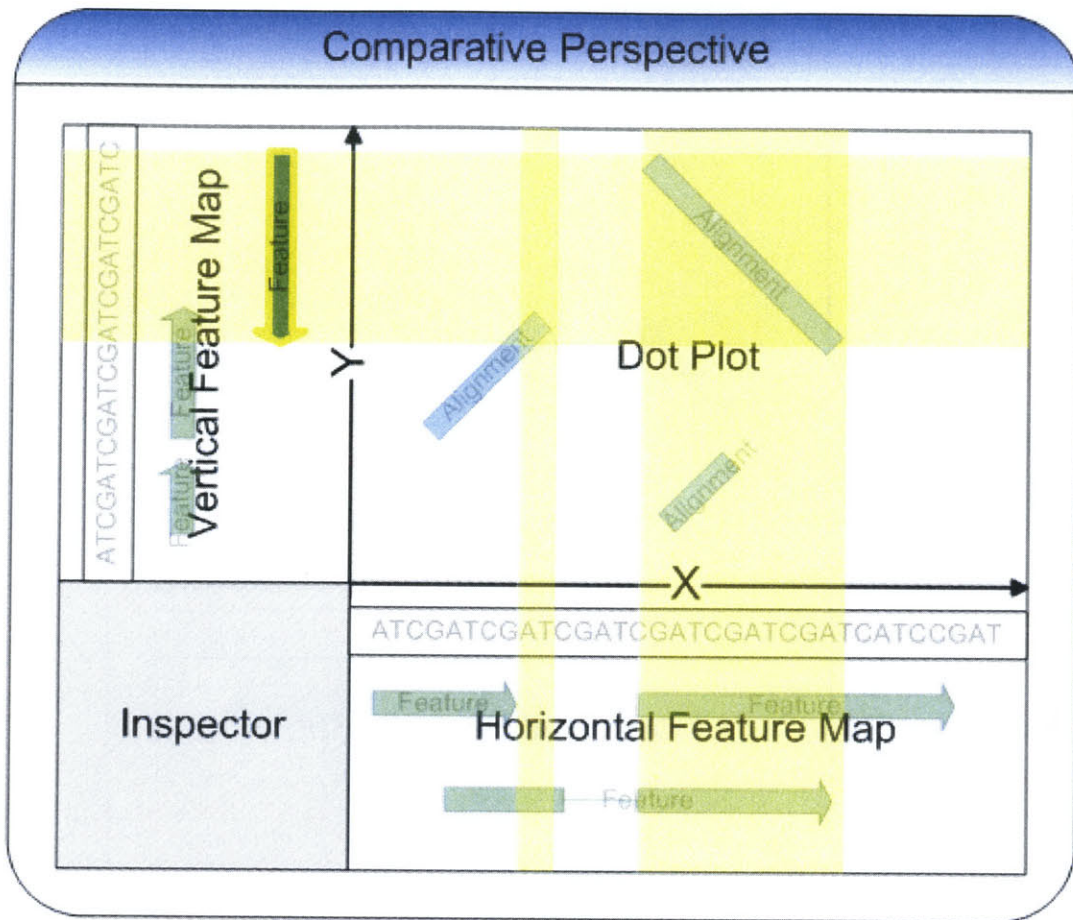 Comparative Perspective
ATCGATCGATCGATCGATCGATC
Vertical Feature Map
Feature
Feature
Feature
Y
Alignment
Alignment
Dot Plot
Alignment
X
ATCGATCGATCGATCGATCGATCGATCATCCGAT
Inspector
Feature
Feature
Horizontal Feature Map
Feature